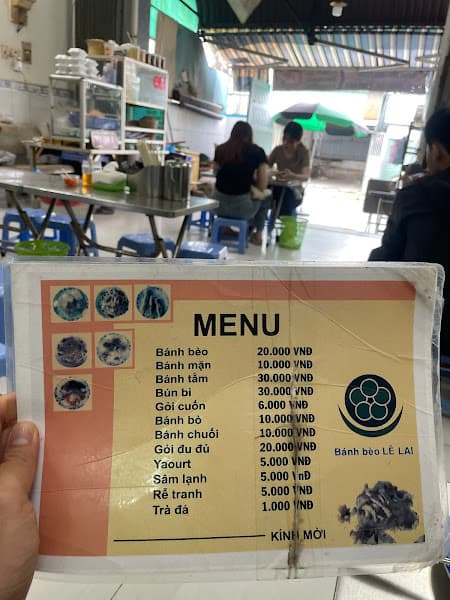 MENU
Bánh bèo 20.000 VNĐ
Bánh mặn 10.000 VNĐ
Bánh tằm 30.000 VNĐ
Bún bì 30.000 VNĐ
Gỏi cuốn 6.000 VNĐ
Bánh bò 10.000 VNĐ
Bánh chuối 10.000 VNĐ
Gỏi đu đủ 20.000 VNĐ
Yaourt 5.000 VNĐ
Sâm lạnh 5.000 VnĐ
Rễ tranh 5.000 VNĐ
Trà đá 1.000 VNĐ
KÍNH MỜI
Bánh bèo LÊ LAI